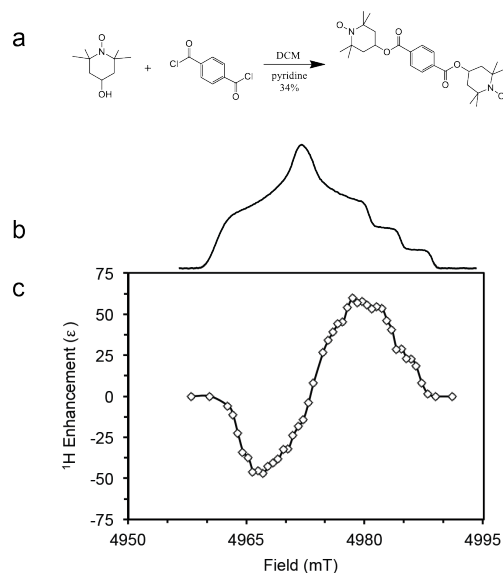 a
O
N
OH
+
Cl
O
Cl
O
DCM
pyridine
34%
O
N
O
O
O
O
N
O
b
c
75
50
25
0
-25
-50
-75
¹H Enhancement (ε)
4950
4965
4980
4995
Field (mT)